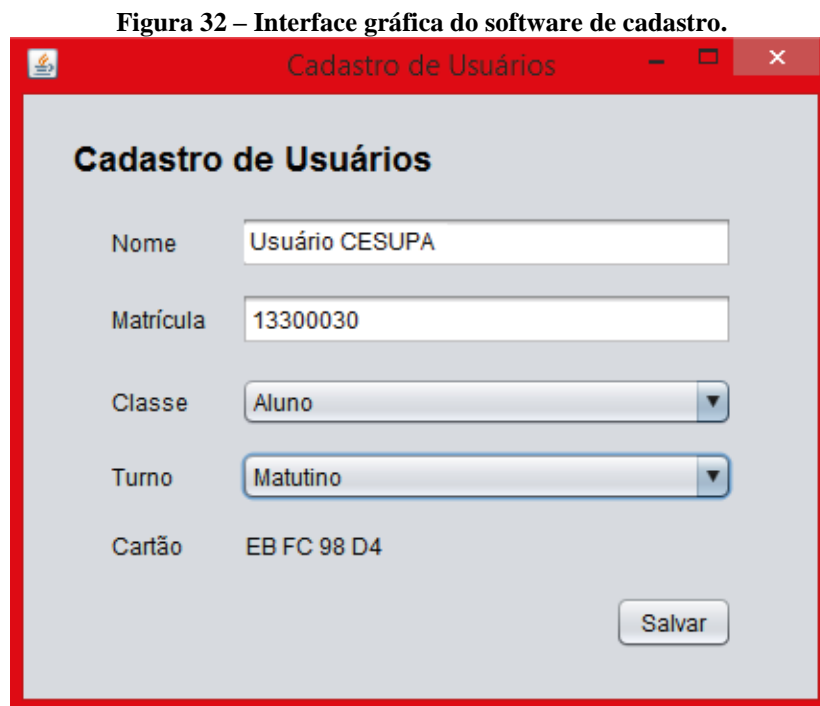 Figura 32 – Interface gráfica do software de cadastro.
Cadastro de Usuários
Cadastro de Usuários
Nome Usuário CESUPA
Matrícula 13300030
Classe Aluno
Turno Matutino
Cartão EB FC 98 D4
Salvar